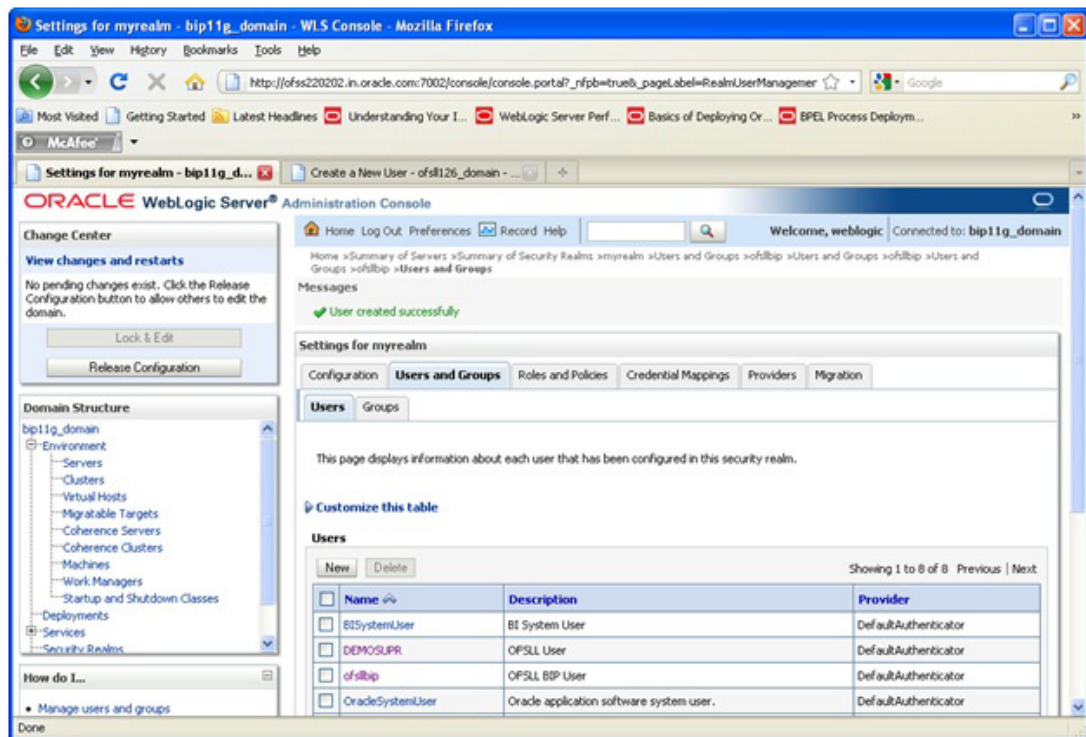 Settings for myrealm - bip11g_domain - WLS Console - Mozilla Firefox
File Edit View History Bookmarks Tools Help
http://ofss220202.in.oracle.com:7002/console/console.portal?_nfpb=true&_pageLabel=RealmUserManagemer
Google
Most Visited Getting Started Latest Headlines Understanding Your I... WebLogic Server Perf... Basics of Deploying Or... BPEL Process Deploym... »
McAfee
Settings for myrealm - bip11g_d... Create a New User - ofsll126_domain - ...
ORACLE WebLogic Server® Administration Console
Change Center
View changes and restarts
No pending changes exist. Click the Release
Configuration button to allow others to edit the
domain.
Lock & Edit
Release Configuration
Domain Structure
bip11g_domain
Environment
Servers
Clusters
Virtual Hosts
Migratable Targets
Coherence Servers
Coherence Clusters
Machines
Work Managers
Startup and Shutdown Classes
Deployments
Services
Security Realms
How do I...
Manage users and groups
Home Log Out Preferences Record Help
Welcome, weblogic Connected to: bip11g_domain
Home >Summary of Servers >Summary of Security Realms >myrealm >Users and Groups >ofsllbip >Users and Groups >ofsllbip >Users and
Groups >ofsllbip >Users and Groups
Messages
User created successfully
Settings for myrealm
Configuration Users and Groups Roles and Policies Credential Mappings Providers Migration
Users Groups
This page displays information about each user that has been configured in this security realm.
Customize this table
Users
New Delete
Showing 1 to 8 of 8 Previous | Next
Name Description Provider
BISystemUser BI System User DefaultAuthenticator
DEMOSUPR OFSLL User DefaultAuthenticator
ofsllbip OFSLL BIP User DefaultAuthenticator
OracleSystemUser Oracle application software system user. DefaultAuthenticator
Done